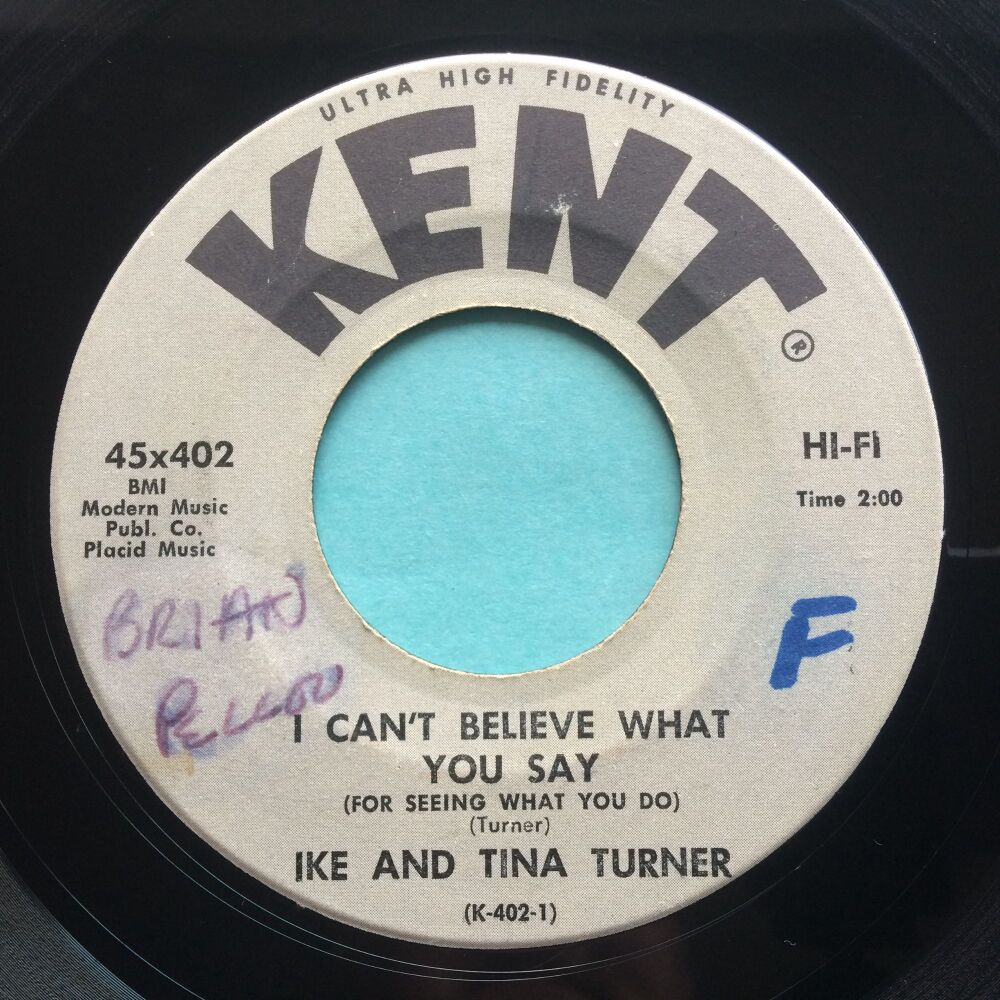 ULTRA HIGH FIDELITY
KENT
®
45x402
BMI
Modern Music
Publ. Co.
Placid Music
HI-FI
Time 2:00
BRIAN
F
I CAN'T BELIEVE WHAT
YOU SAY
(FOR SEEING WHAT YOU DO)
(Turner)
IKE AND TINA TURNER
(K-402-1)